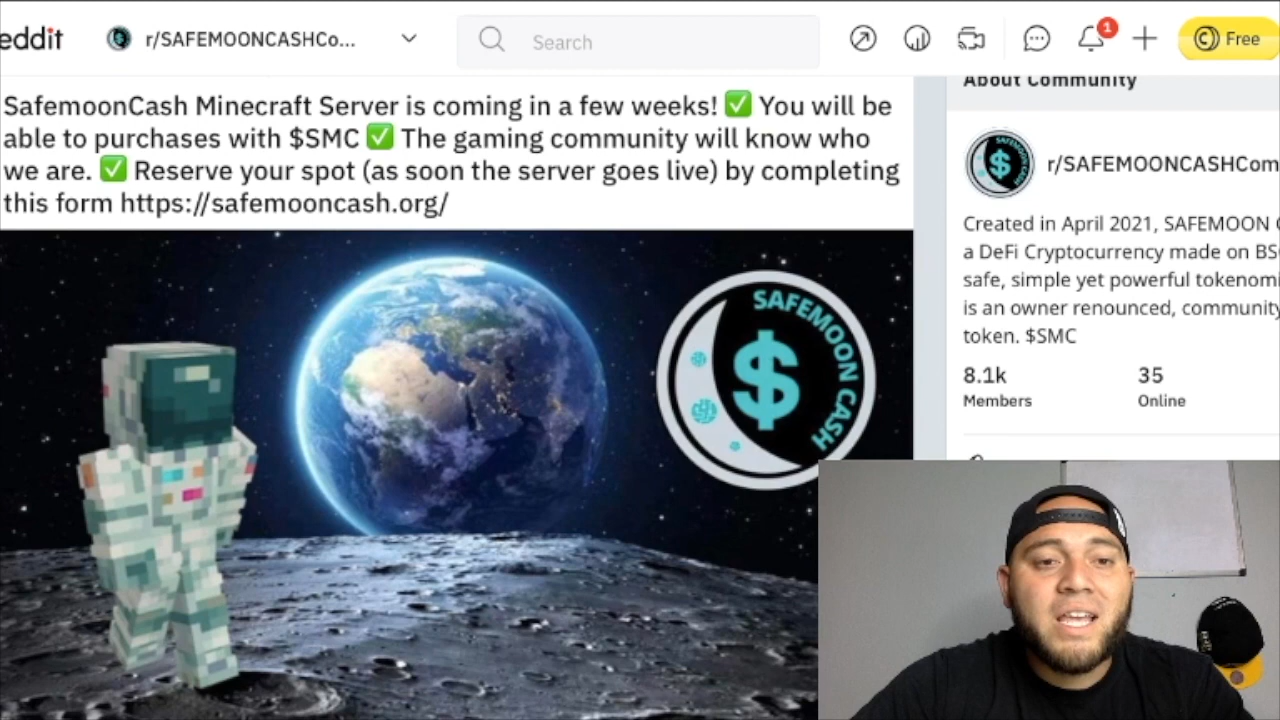 eddit
r/SAFEMOONCASHCo...
Search
1
Free
SafemoonCash Minecraft Server is coming in a few weeks! ✅ You will be
able to purchases with $SMC ✅ The gaming community will know who
we are. ✅ Reserve your spot (as soon the server goes live) by completing
this form https://safemooncash.org/
SAFEMOON CASH
$
About Community
SAFEMOON
$
r/SAFEMOONCASHCom
Created in April 2021, SAFEMOON
a DeFi Cryptocurrency made on BS
safe, simple yet powerful tokenom
is an owner renounced, community
token. $SMC
8.1k
35
Members
Online